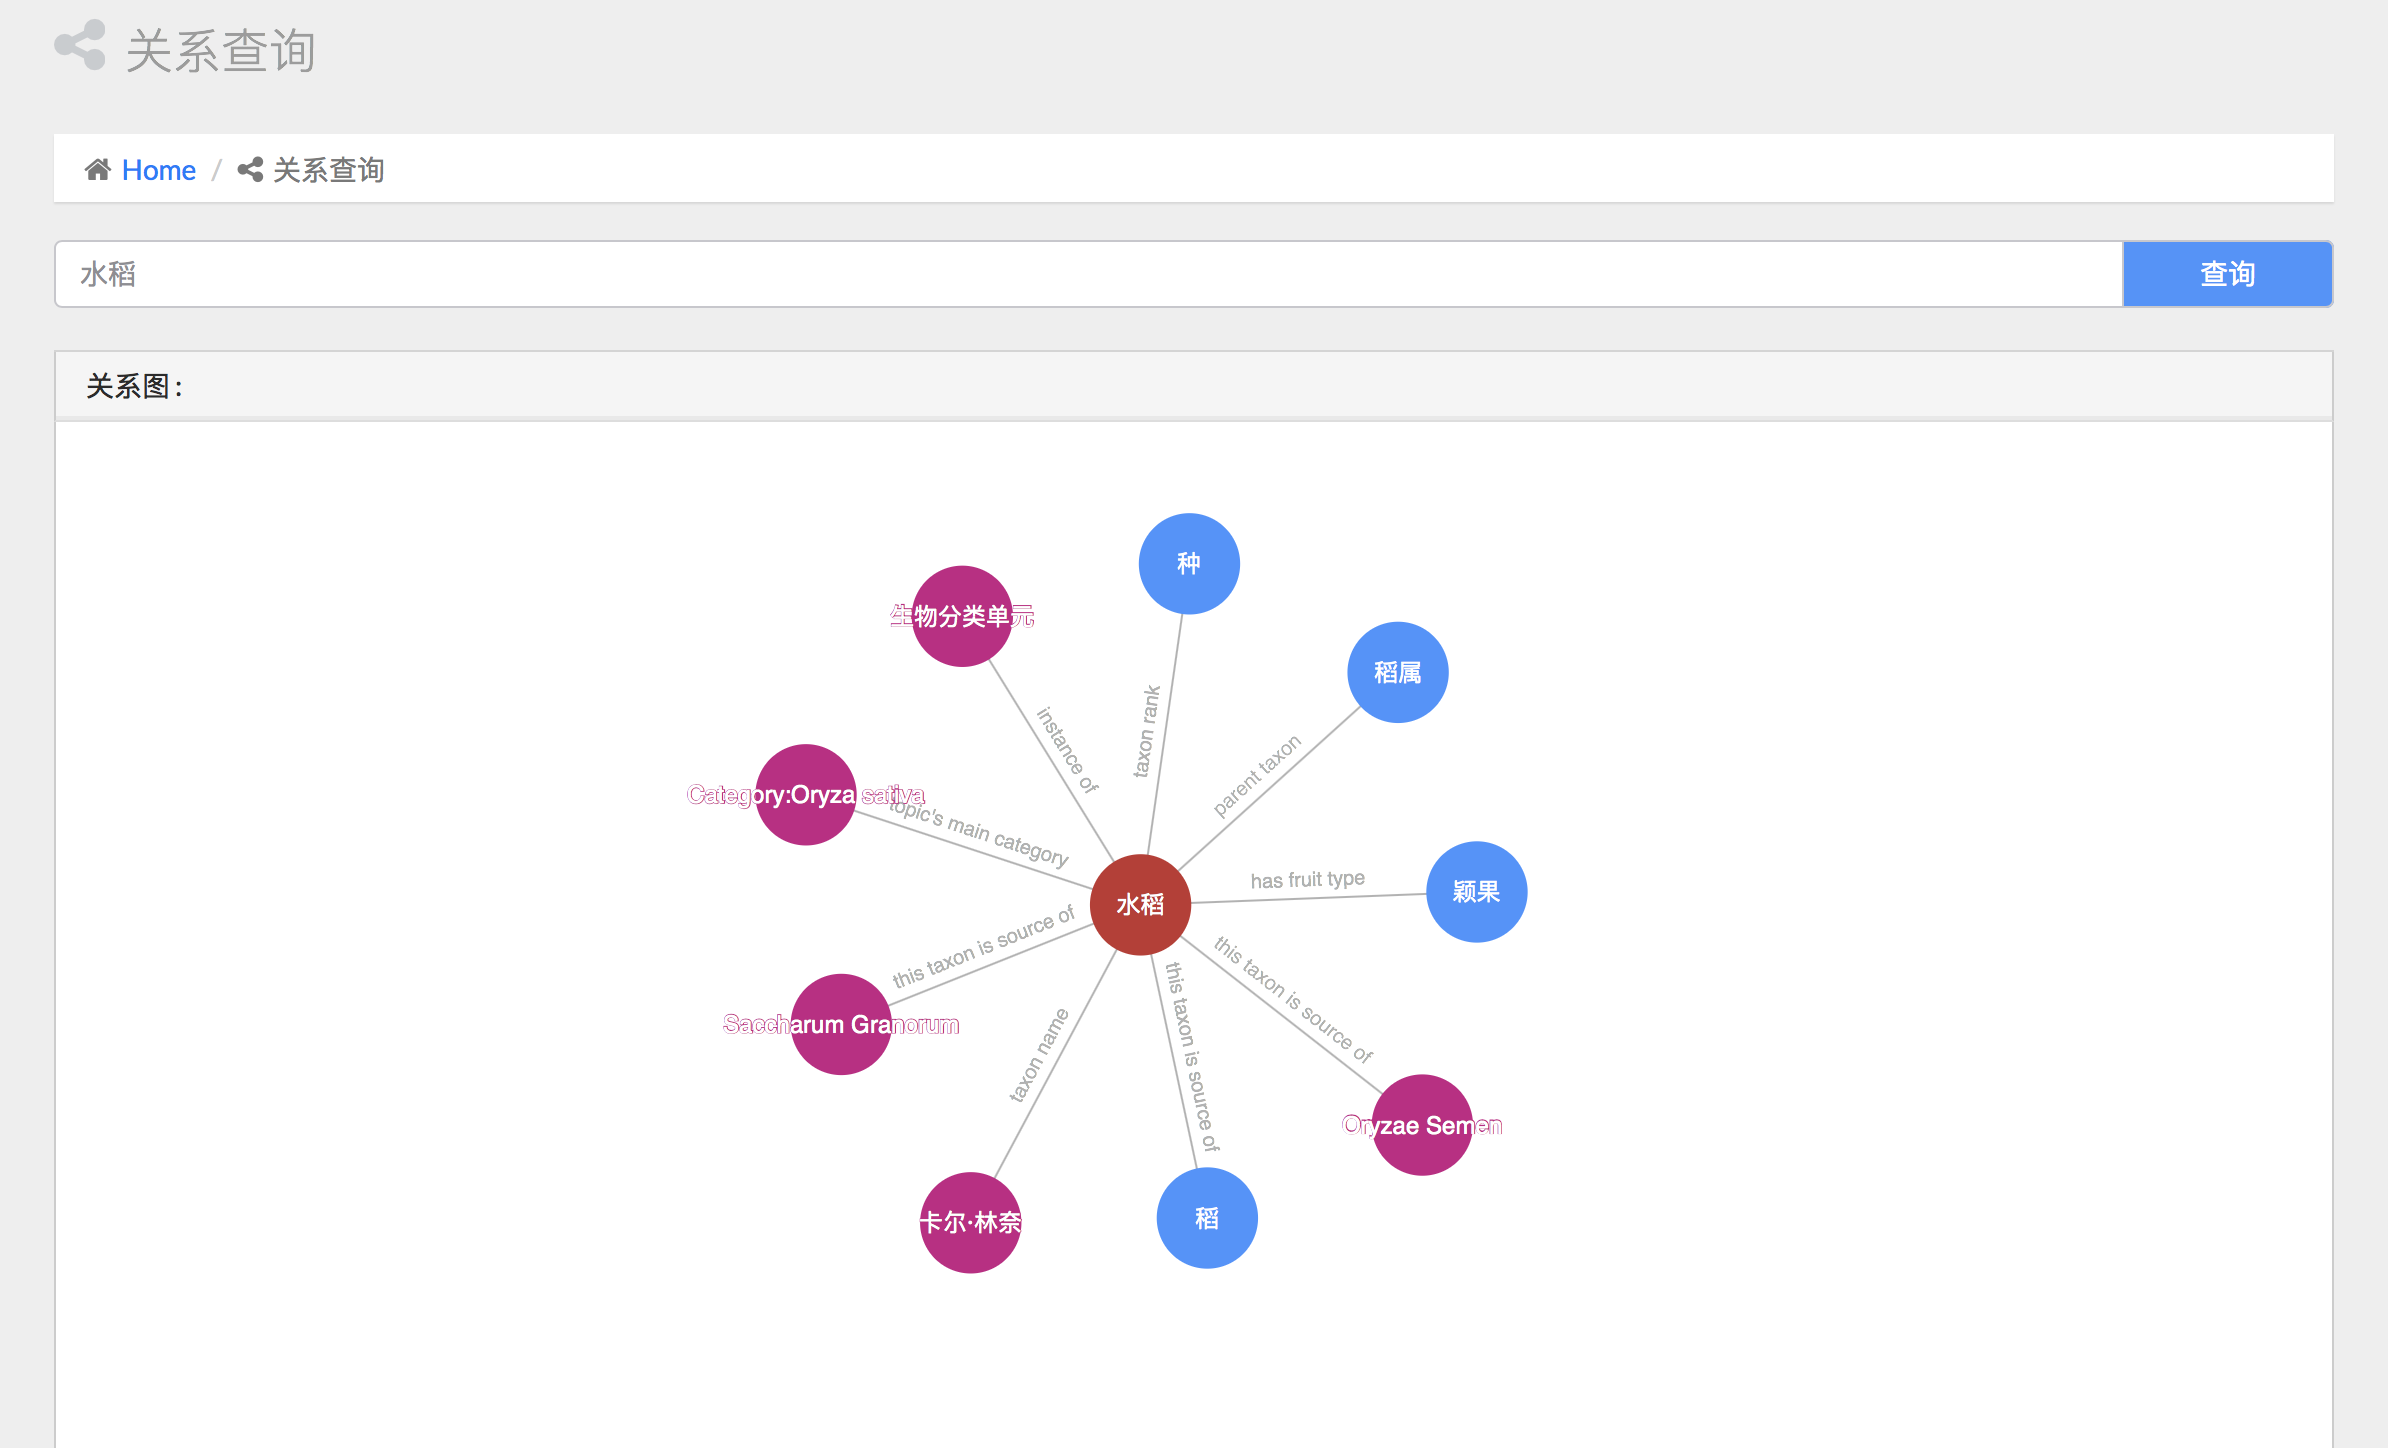 关系查询
Home / 关系查询
水稻
查询
关系图:
种
生物分类单元
稻属
taxon rank
instance of
parent taxon
Category:Oryza sativa
topic's main category
has fruit type
颖果
水稻
this taxon is source of
this taxon is source of
this taxon is source of
Saccharum Granorum
taxon name
Oryzae Semen
卡尔·林奈
稻